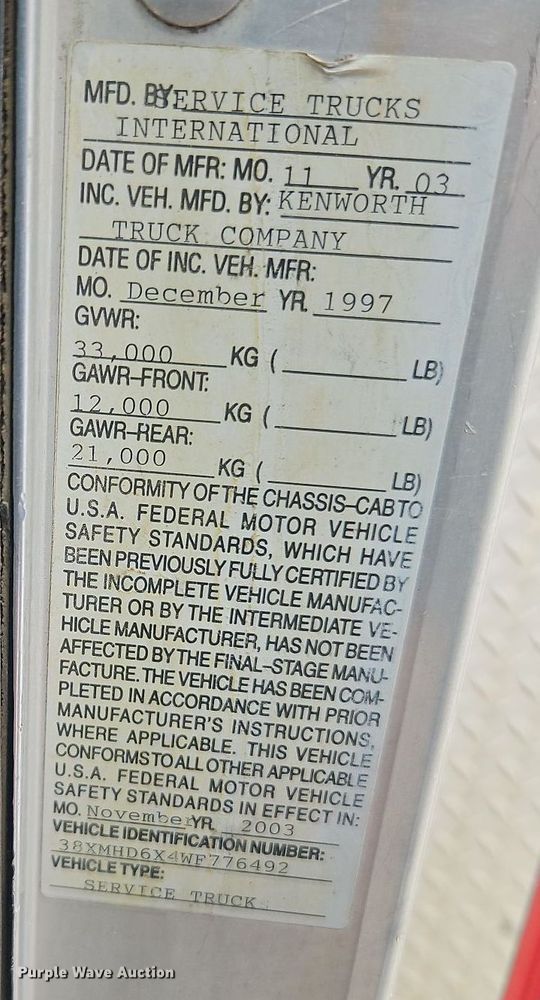 MFD. BY SERVICE TRUCKS
INTERNATIONAL
DATE OF MFR: MO. 11 YR. 03
INC. VEH. MFD. BY: KENWORTH
TRUCK COMPANY
DATE OF INC. VEH. MFR:
MO. December YR. 1997
GVWR:
33,000 KG ( LB)
GAWR-FRONT:
12,000 KG ( LB)
GAWR-REAR:
21,000 KG ( LB)
CONFORMITY OF THE CHASSIS-CAB TO
U.S.A. FEDERAL MOTOR VEHICLE
SAFETY STANDARDS, WHICH HAVE
BEEN PREVIOUSLY FULLY CERTIFIED BY
THE INCOMPLETE VEHICLE MANUFAC-
TURER OR BY THE INTERMEDIATE VE-
HICLE MANUFACTURER, HAS NOT BEEN
AFFECTED BY THE FINAL-STAGE MANU-
FACTURE. THE VEHICLE HAS BEEN COM-
PLETED IN ACCORDANCE WITH PRIOR
MANUFACTURER'S INSTRUCTIONS,
WHERE APPLICABLE. THIS VEHICLE
CONFORMS TO ALL OTHER APPLICABLE
U.S.A. FEDERAL MOTOR VEHICLE
SAFETY STANDARDS IN EFFECT IN:
MO. November YR. 2003
VEHICLE IDENTIFICATION NUMBER:
38XMHD6X4WF776492
VEHICLE TYPE:
SERVICE TRUCK
Purple Wave Auction